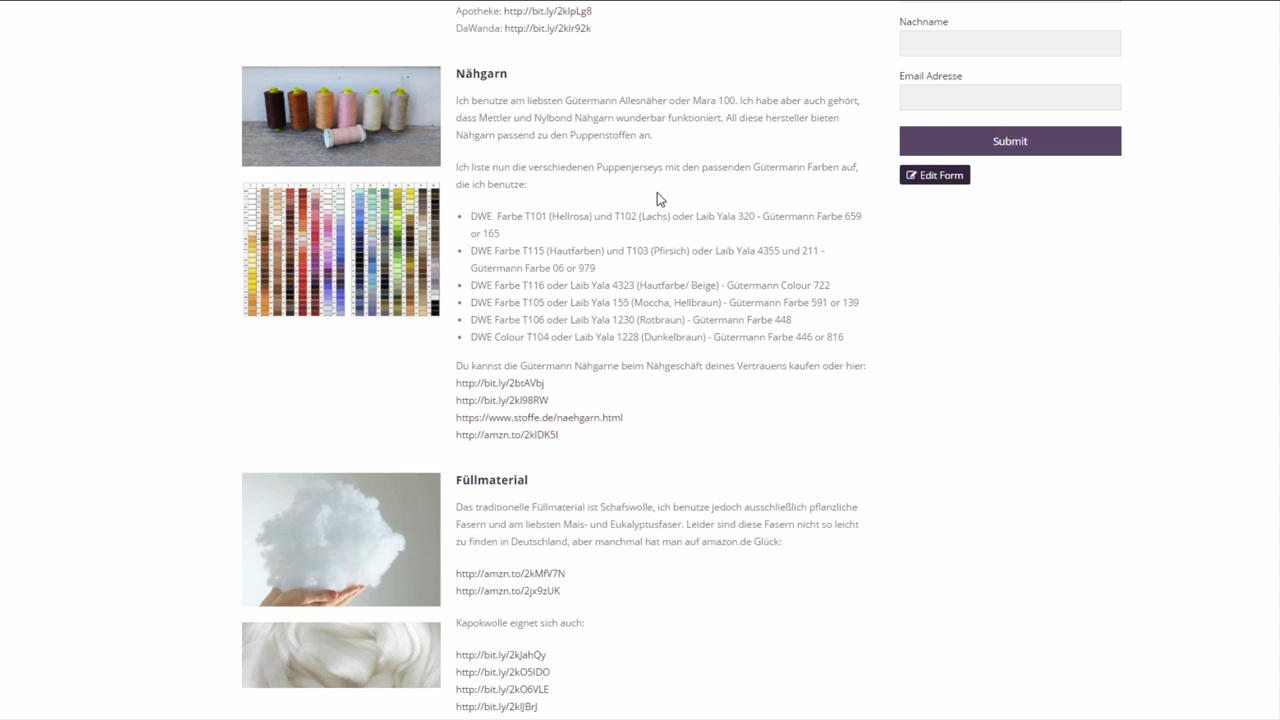 Apotheke: http://bit.ly/2klpLg8
DaWanda: http://bit.ly/2klr92k
Nähgarn
Ich benutze am liebsten Gütermann Allesnäher oder Mara 100. Ich habe aber auch gehört,
dass Mettler und Nylbond Nähgarn wunderbar funktioniert. All diese hersteller bieten
Nähgarn passend zu den Puppenstoffen an.
Ich liste nun die verschiedenen Puppenjerseys mit den passenden Gütermann Farben auf,
die ich benutze:
• DWE Farbe T101 (Hellrosa) und T102 (Lachs) oder Laib Yala 320 - Gütermann Farbe 659
or 165
• DWE Farbe T115 (Hautfarben) und T103 (Pfirsich) oder Laib Yala 4355 und 211 -
Gütermann Farbe 06 or 979
• DWE Farbe T116 oder Laib Yala 4323 (Hautfarbe/ Beige) - Gütermann Colour 722
• DWE Farbe T105 oder Laib Yala 155 (Moccha, Hellbraun) - Gütermann Farbe 591 or 139
• DWE Farbe T106 oder Laib Yala 1230 (Rotbraun) - Gütermann Farbe 448
• DWE Colour T104 oder Laib Yala 1228 (Dunkelbraun) - Gütermann Farbe 446 or 816
Du kannst die Gütermann Nähgarne beim Nähgeschäft deines Vertrauens kaufen oder hier:
http://bit.ly/2btAVbj
http://bit.ly/2kl98RW
https://www.stoffe.de/naehgarn.html
http://amzn.to/2klDK5I
Füllmaterial
Das traditionelle Füllmaterial ist Schafswolle, ich benutze jedoch ausschließlich pflanzliche
Fasern und am liebsten Mais- und Eukalyptusfaser. Leider sind diese Fasern nicht so leicht
zu finden in Deutschland, aber manchmal hat man auf amazon.de Glück:
http://amzn.to/2kMfV7N
http://amzn.to/2jx9zUK
Kapokwolle eignet sich auch:
http://bit.ly/2kJahQy
http://bit.ly/2kO5IDO
http://bit.ly/2kO6VLE
http://bit.ly/2klJBrJ
Nachname
Email Adresse
Submit
Edit Form